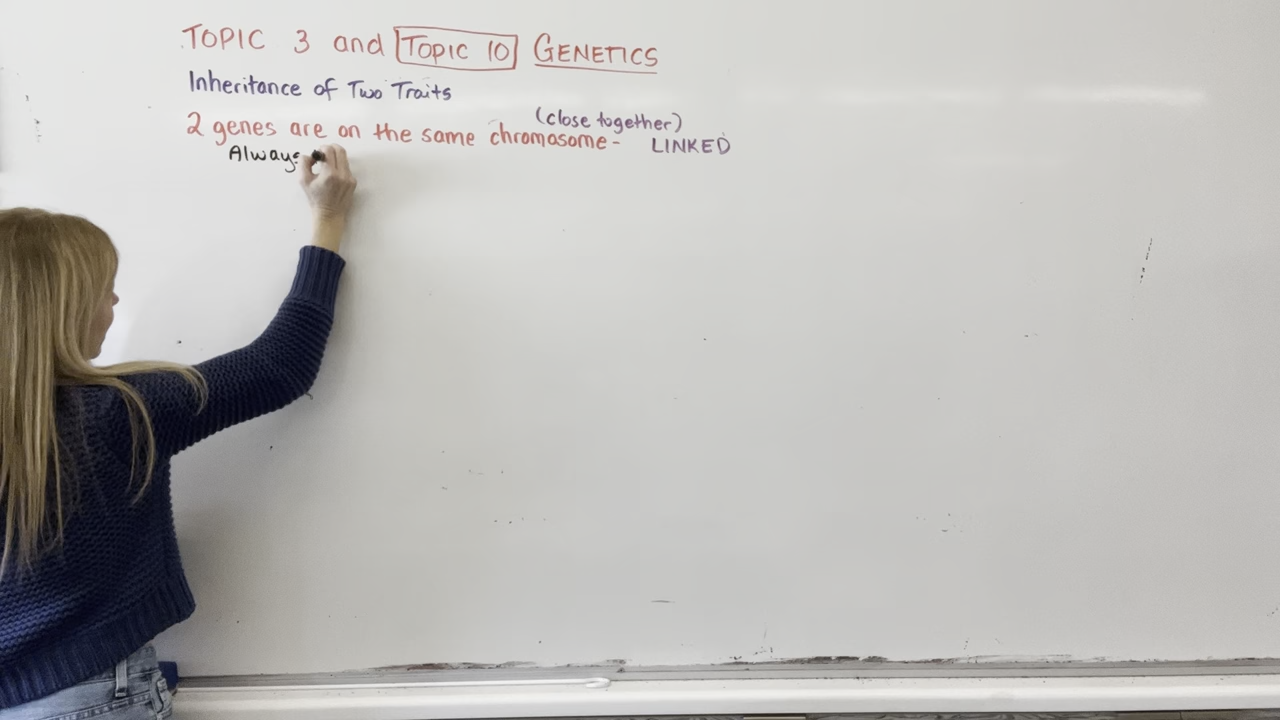 TOPIC 3 and Topic 10 GENETICS
Inheritance of Two Traits
(close together)
2 genes are on the same chromosome - LINKED
Always